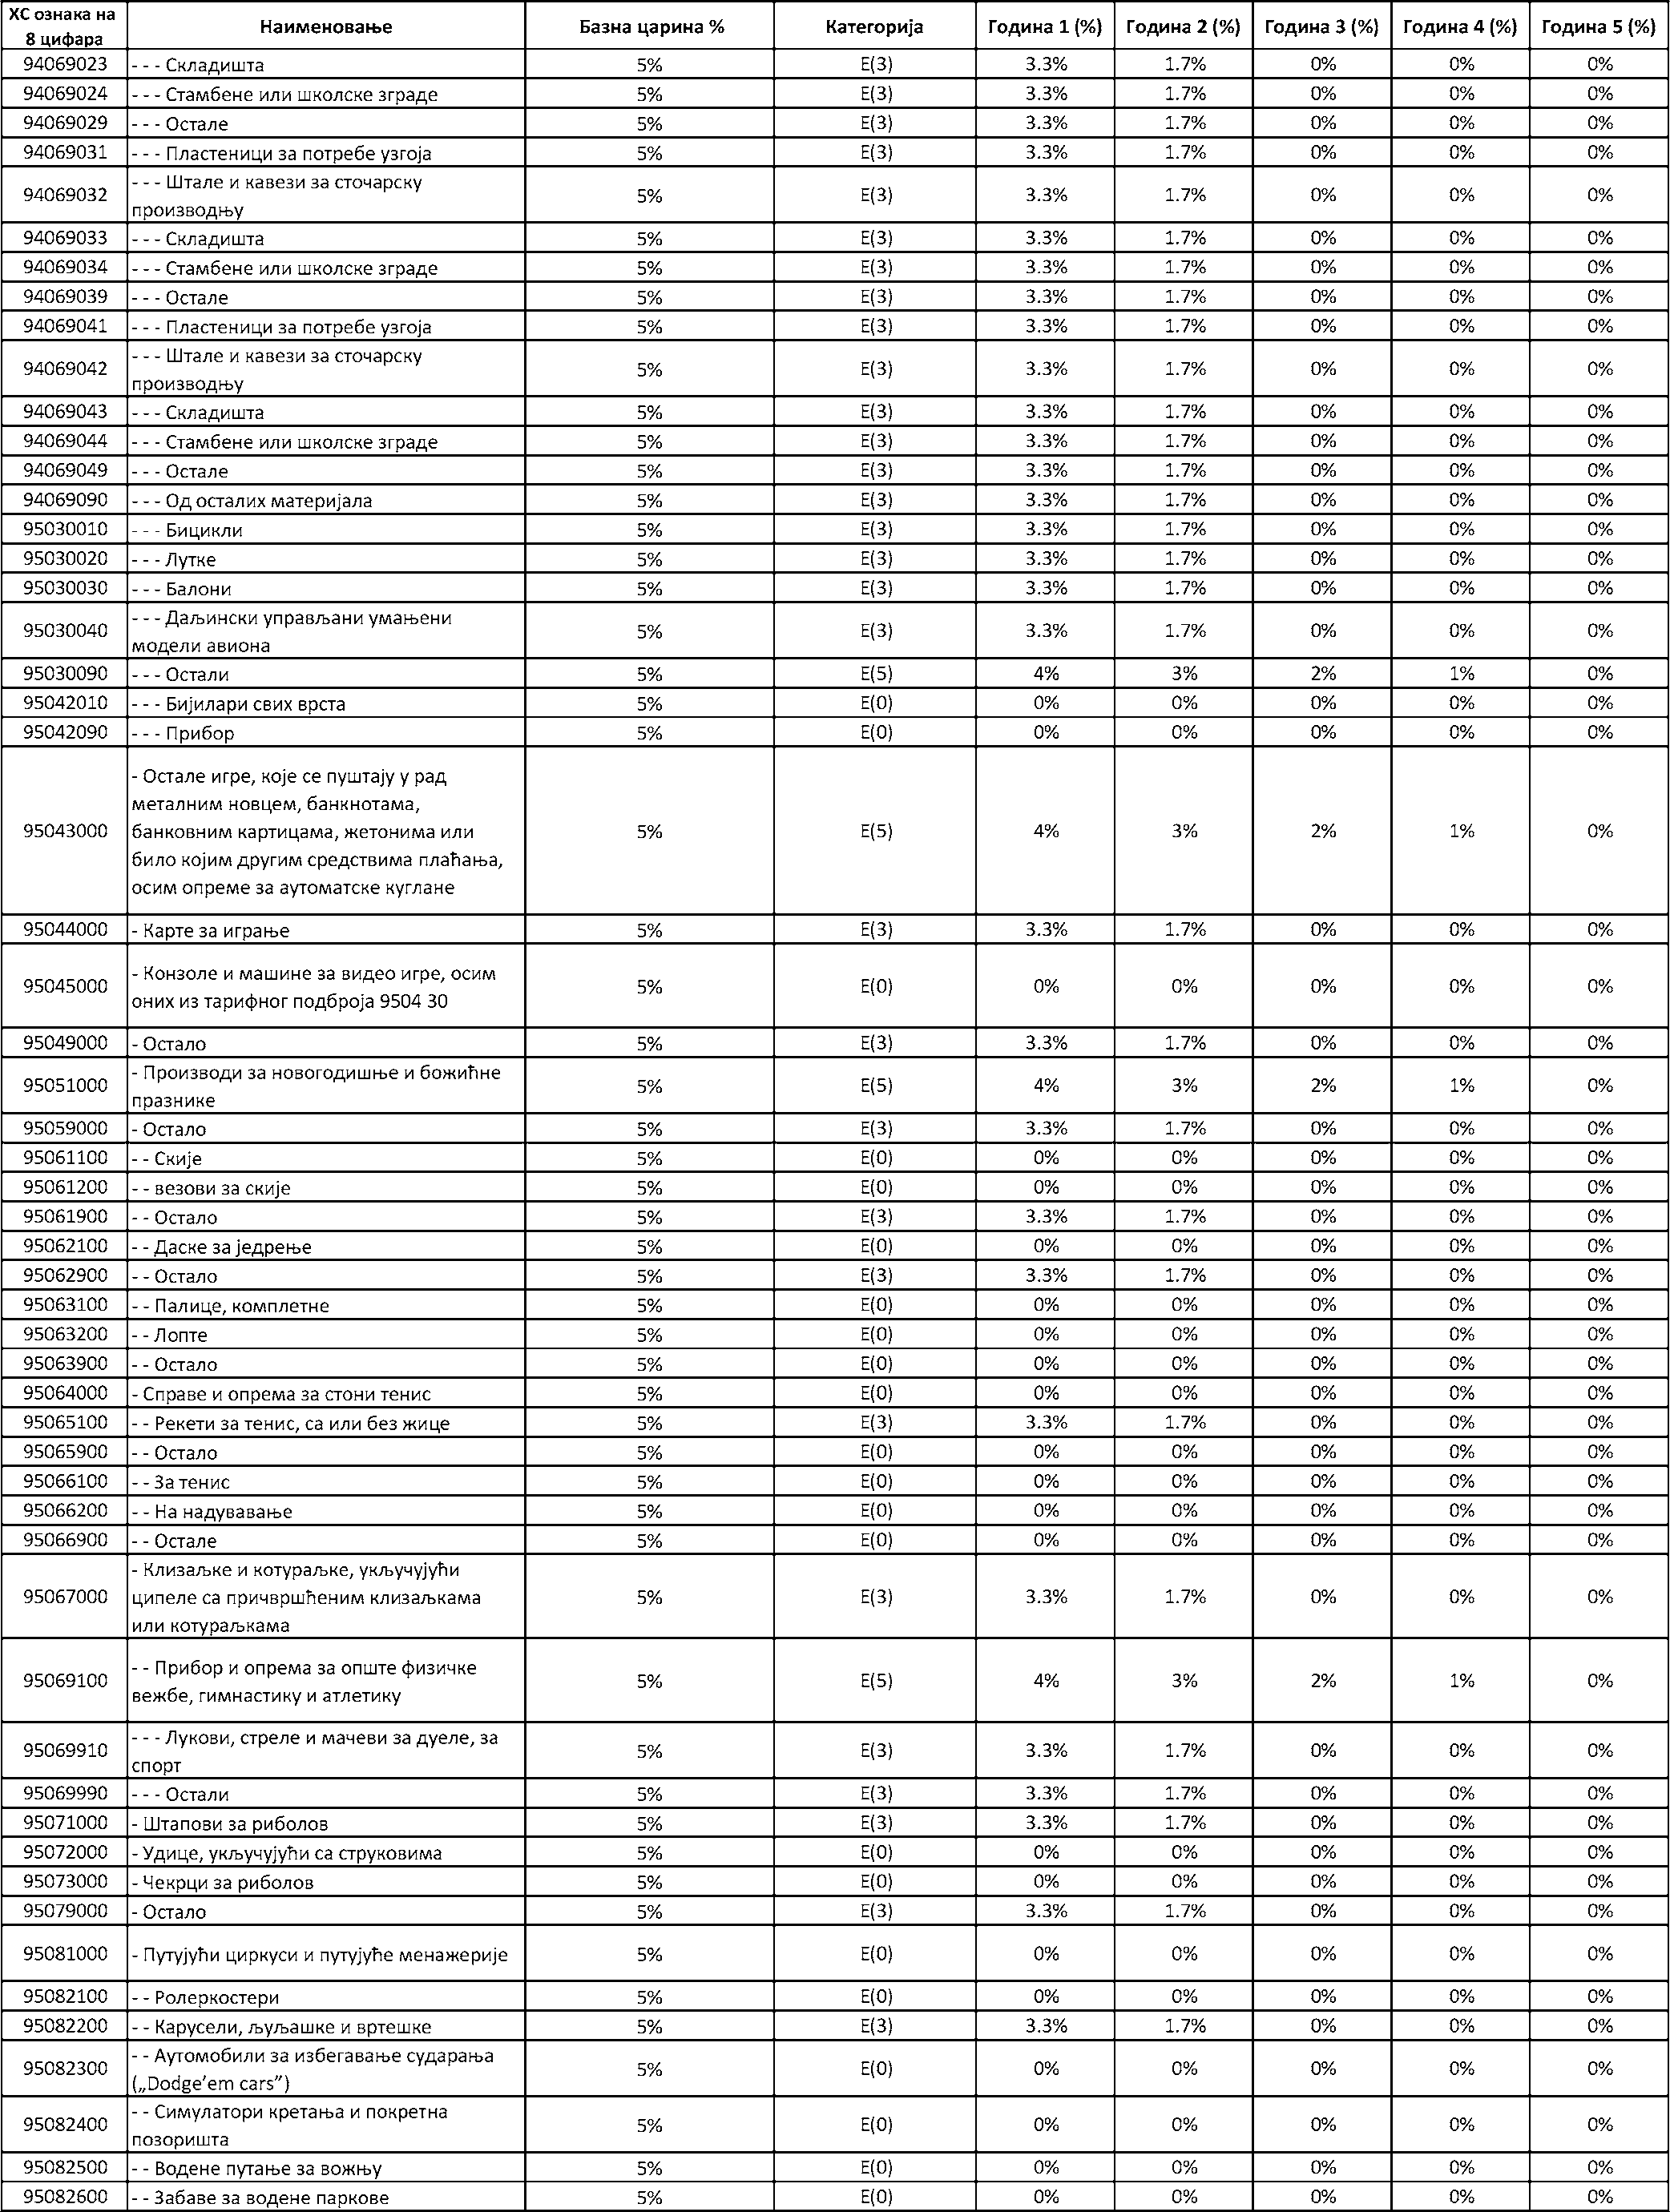 ХС ознака на 8 цифара Наименовање Базна царина % Категорија Година 1 (%) Година 2 (%) Година 3 (%) Година 4 (%) Година 5 (%)
94069023 - - - Складишта 5% Е(3) 3.3% 1.7% 0% 0% 0%
94069024 - - - Стамбене или школске зграде 5% Е(3) 3.3% 1.7% 0% 0% 0%
94069029 - - - Остале 5% Е(3) 3.3% 1.7% 0% 0% 0%
94069031 - - - Пластеници за потребе узгоја 5% Е(3) 3.3% 1.7% 0% 0% 0%
94069032 - - - Штале и кавези за сточарску
производњу 5% Е(3) 3.3% 1.7% 0% 0% 0%
94069033 - - - Складишта 5% Е(3) 3.3% 1.7% 0% 0% 0%
94069034 - - - Стамбене или школске зграде 5% Е(3) 3.3% 1.7% 0% 0% 0%
94069039 - - - Остале 5% Е(3) 3.3% 1.7% 0% 0% 0%
94069041 - - - Пластеници за потребе узгоја 5% Е(3) 3.3% 1.7% 0% 0% 0%
94069042 - - - Штале и кавези за сточарску
производњу 5% Е(3) 3.3% 1.7% 0% 0% 0%
94069043 - - - Складишта 5% Е(3) 3.3% 1.7% 0% 0% 0%
94069044 - - - Стамбене или школске зграде 5% Е(3) 3.3% 1.7% 0% 0% 0%
94069049 - - - Остале 5% Е(3) 3.3% 1.7% 0% 0% 0%
94069090 - - - Од осталих материјала 5% Е(3) 3.3% 1.7% 0% 0% 0%
95030010 - - - Бицикли 5% Е(3) 3.3% 1.7% 0% 0% 0%
95030020 - - - Лутке 5% Е(3) 3.3% 1.7% 0% 0% 0%
95030030 - - - Балони 5% Е(3) 3.3% 1.7% 0% 0% 0%
95030040 - - - Даљински управљани умањени
модели авиона 5% Е(3) 3.3% 1.7% 0% 0% 0%
95030090 - - - Остали 5% Е(5) 4% 3% 2% 1% 0%
95042010 - - - Бијилари свих врста 5% Е(0) 0% 0% 0% 0% 0%
95042090 - - - Прибор 5% Е(0) 0% 0% 0% 0% 0%
95043000 - Остале игре, које се пуштају у рад
металним новцем, банкнотама,
банковним картицама, жетонима или
било којим другим средствима плаћања,
осим опреме за аутоматске куглане 5% Е(5) 4% 3% 2% 1% 0%
95044000 - Карте за играње 5% Е(3) 3.3% 1.7% 0% 0% 0%
95045000 - Конзоле и машине за видео игре, осим
оних из тарифног подброја 9504 30 5% Е(0) 0% 0% 0% 0% 0%
95049000 - Остало 5% Е(3) 3.3% 1.7% 0% 0% 0%
95051000 - Производи за новогодишње и божићне
празнике 5% Е(5) 4% 3% 2% 1% 0%
95059000 - Остало 5% Е(3) 3.3% 1.7% 0% 0% 0%
95061100 - - Скије 5% Е(0) 0% 0% 0% 0% 0%
95061200 - - везови за скије 5% Е(0) 0% 0% 0% 0% 0%
95061900 - - Остало 5% Е(3) 3.3% 1.7% 0% 0% 0%
95062100 - - Даске за једрење 5% Е(0) 0% 0% 0% 0% 0%
95062900 - - Остало 5% Е(3) 3.3% 1.7% 0% 0% 0%
95063100 - - Палице, комплетне 5% Е(0) 0% 0% 0% 0% 0%
95063200 - - Лопте 5% Е(0) 0% 0% 0% 0% 0%
95063900 - - Остало 5% Е(0) 0% 0% 0% 0% 0%
95064000 - Справе и опрема за стони тенис 5% Е(0) 0% 0% 0% 0% 0%
95065100 - - Рекети за тенис, са или без жице 5% Е(3) 3.3% 1.7% 0% 0% 0%
95065900 - - Остало 5% Е(0) 0% 0% 0% 0% 0%
95066100 - - За тенис 5% Е(0) 0% 0% 0% 0% 0%
95066200 - - На надувавање 5% Е(0) 0% 0% 0% 0% 0%
95066900 - - Остале 5% Е(0) 0% 0% 0% 0% 0%
95067000 - Клизаљке и котураљке, укључујући
ципеле са причвршћеним клизаљкама
или котураљкама 5% Е(3) 3.3% 1.7% 0% 0% 0%
95069100 - - Прибор и опрема за опште физичке
вежбе, гимнастику и атлетику 5% Е(5) 4% 3% 2% 1% 0%
95069910 - - - Лукови, стреле и мачеви за дуеле, за
спорт 5% Е(3) 3.3% 1.7% 0% 0% 0%
95069990 - - - Остали 5% Е(3) 3.3% 1.7% 0% 0% 0%
95071000 - Штапови за риболов 5% Е(3) 3.3% 1.7% 0% 0% 0%
95072000 - Удице, укључујући са струковима 5% Е(0) 0% 0% 0% 0% 0%
95073000 - Чекрци за риболов 5% Е(0) 0% 0% 0% 0% 0%
95079000 - Остало 5% Е(3) 3.3% 1.7% 0% 0% 0%
95081000 - Путујући циркуси и путујуће менажерије 5% Е(0) 0% 0% 0% 0% 0%
95082100 - - Ролеркостери 5% Е(0) 0% 0% 0% 0% 0%
95082200 - - Карусели, љуљашке и вртешке 5% Е(3) 3.3% 1.7% 0% 0% 0%
95082300 - - Аутомобили за избегавање сударања
(„Dodge’em cars”) 5% Е(0) 0% 0% 0% 0% 0%
95082400 - - Симулатори кретања и покретна
позоришта 5% Е(0) 0% 0% 0% 0% 0%
95082500 - - Водене путање за вожњу 5% Е(0) 0% 0% 0% 0% 0%
95082600 - - Забаве за водене паркове 5% Е(0) 0% 0% 0% 0% 0%